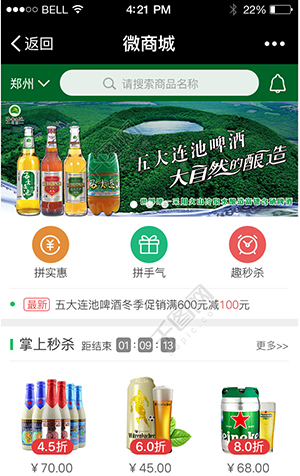 BELL 4:21 PM 22%
返回 微商城
郑州 请搜索商品名称
五大连池啤酒
大自然的酿造
拼实惠 拼手气 趣秒杀
最新 五大连池啤酒冬季促销满600元减100元
掌上秒杀 距结束 01:09:13 更多>>
4.5折 6.0折 8.0折
¥70.00 ¥45.00 ¥68.00